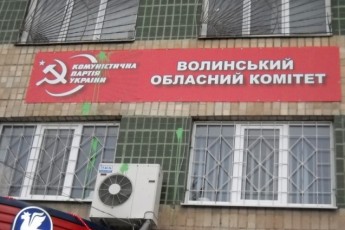 КОМУНІСТИЧНА
ПАРТІЯ
УКРАЇНИ
ВОЛИНСЬКИЙ
ОБЛАСНИЙ КОМІТЕТ